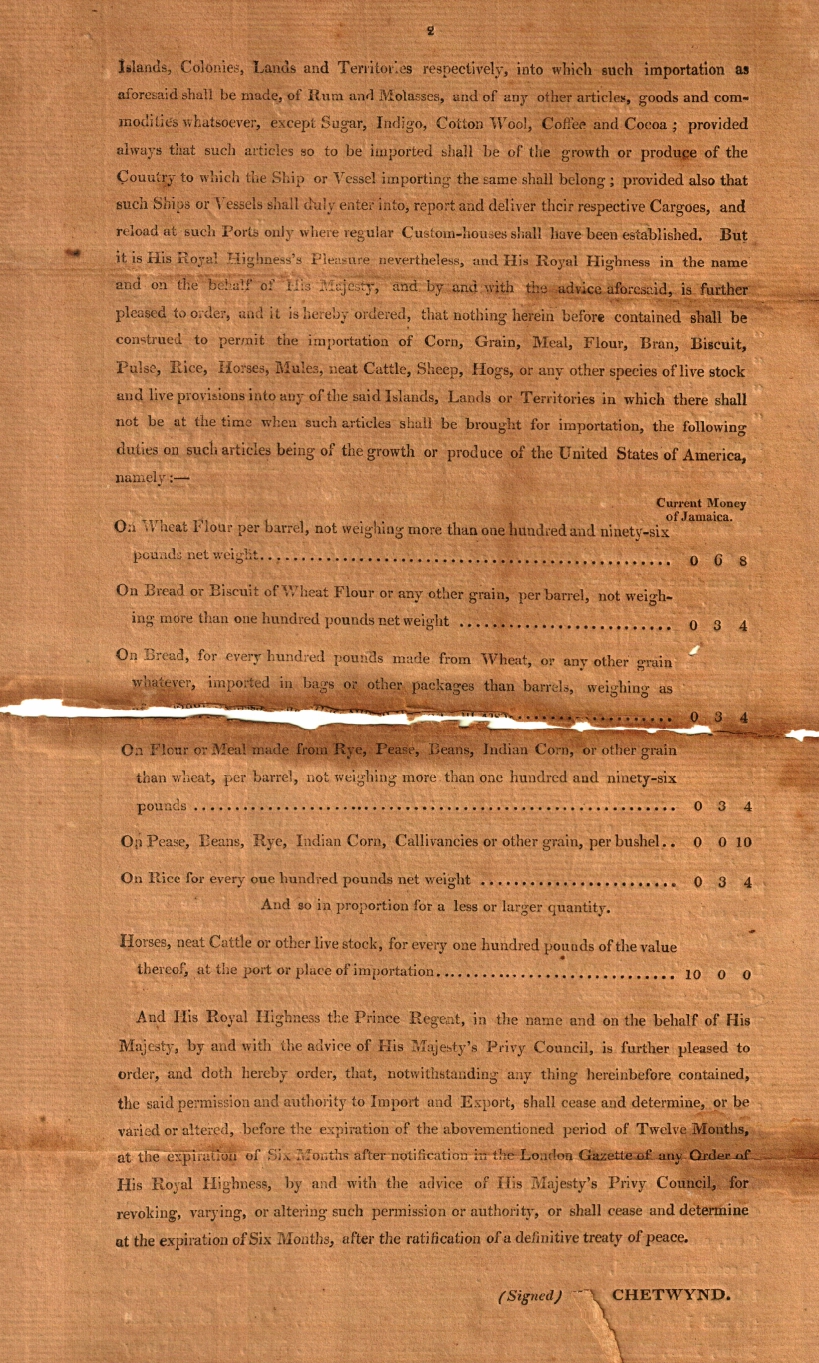 2
Islands, Colonies, Lands and Territories respectively, into which such importation as
aforesaid shall be made, of Rum and Molasses, and of any other articles, goods and com-
modities whatsoever, except Sugar, Indigo, Cotton Wool, Coffee and Cocoa ; provided
always that such articles so to be imported shall be of the growth or produce of the
Country to which the Ship or Vessel importing the same shall belong ; provided also that
such Ships or Vessels shall duly enter into, report and deliver their respective Cargoes, and
reload at such Ports only where regular Custom-houses shall have been established. But
it is His Royal Highness's Pleasure nevertheless, and His Royal Highness in the name
and on the behalf of His Majesty, and by and with the advice aforesaid, is further
pleased to order, and it is hereby ordered, that nothing herein before contained shall be
construed to permit the importation of Corn, Grain, Meal, Flour, Bran, Biscuit,
Pulse, Rice, Horses, Mules, neat Cattle, Sheep, Hogs, or any other species of live stock
and live provisions into any of the said Islands, Lands or Territories in which there shall
not be at the time when such articles shall be brought for importation, the following
duties on such articles being of the growth or produce of the United States of America,
namely :—
Current Money
of Jamaica.
On Wheat Flour per barrel, not weighing more than one hundred and ninety-six
pounds net weight........................................................ 0 6 8
On Bread or Biscuit of Wheat Flour or any other grain, per barrel, not weigh-
ing more than one hundred pounds net weight ............................. 0 3 4
On Bread, for every hundred pounds made from Wheat, or any other grain
whatever, imported in bags or other packages than barrels, weighing as
.................... 0 3 4
On Flour or Meal made from Rye, Pease, Beans, Indian Corn, or other grain
than wheat, per barrel, not weighing more than one hundred and ninety-six
pounds ................................................................ 0 3 4
On Pease, Beans, Rye, Indian Corn, Callivancies or other grain, per bushel.. 0 0 10
On Rice for every one hundred pounds net weight .......................... 0 3 4
And so in proportion for a less or larger quantity.
Horses, neat Cattle or other live stock, for every one hundred pounds of the value
thereof, at the port or place of importation................................. 10 0 0
And His Royal Highness the Prince Regent, in the name and on the behalf of His
Majesty, by and with the advice of His Majesty's Privy Council, is further pleased to
order, and doth hereby order, that, notwithstanding any thing hereinbefore contained,
the said permission and authority to Import and Export, shall cease and determine, or be
varied or altered, before the expiration of the abovementioned period of Twelve Months,
at the expiration of Six Months after notification in the London Gazette of any Order of
His Royal Highness, by and with the advice of His Majesty's Privy Council, for
revoking, varying, or altering such permission or authority, or shall cease and determine
at the expiration of Six Months, after the ratification of a definitive treaty of peace.
(Signed) CHETWYND.